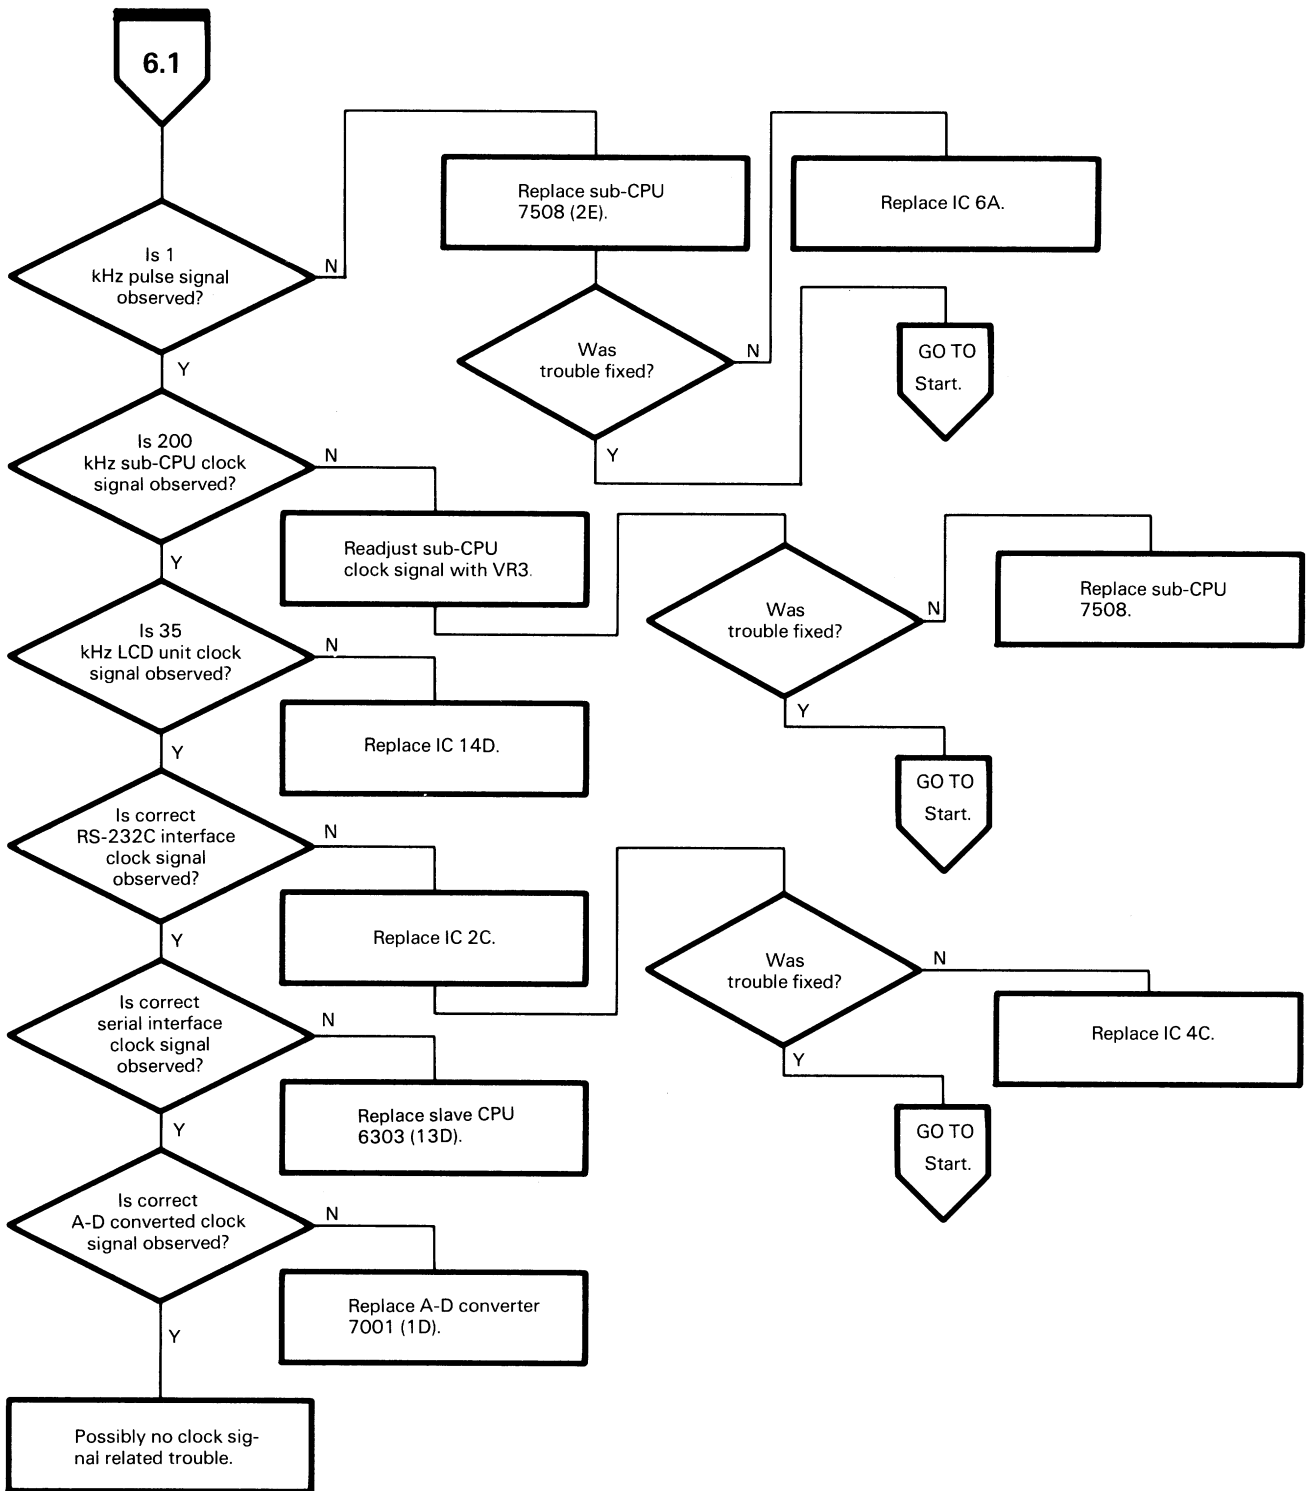 6.1
Is 1
kHz pulse signal
observed?
N
Y
Replace sub-CPU
7508 (2E).
Was
trouble fixed?
N
Y
Replace IC 6A.
GO TO
Start.
Is 200
kHz sub-CPU clock
signal observed?
N
Y
Readjust sub-CPU
clock signal with VR3.
Was
trouble fixed?
N
Y
Replace sub-CPU
7508.
GO TO
Start.
Is 35
kHz LCD unit clock
signal observed?
N
Y
Replace IC 14D.
Is correct
RS-232C interface
clock signal
observed?
N
Y
Replace IC 2C.
Was
trouble fixed?
N
Y
Replace IC 4C.
GO TO
Start.
Is correct
serial interface
clock signal
observed?
N
Y
Replace slave CPU
6303 (13D).
Is correct
A-D converted clock
signal observed?
N
Y
Replace A-D converter
7001 (1D).
Possibly no clock sig-
nal related trouble.